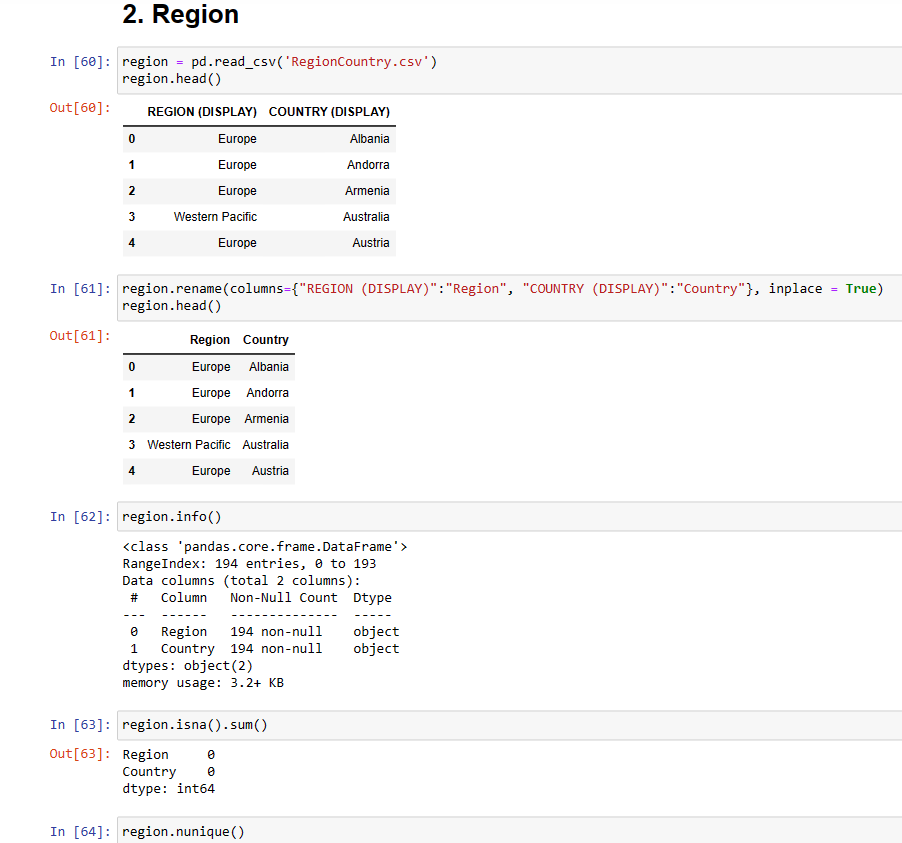 2. Region
In [60]: region = pd.read_csv('RegionCountry.csv')
region.head()
Out[60]:
REGION (DISPLAY) COUNTRY (DISPLAY)
0 Europe Albania
1 Europe Andorra
2 Europe Armenia
3 Western Pacific Australia
4 Europe Austria
In [61]: region.rename(columns={"REGION (DISPLAY)":"Region", "COUNTRY (DISPLAY)":"Country"}, inplace = True)
region.head()
Out[61]:
Region Country
0 Europe Albania
1 Europe Andorra
2 Europe Armenia
3 Western Pacific Australia
4 Europe Austria
In [62]: region.info()
<class 'pandas.core.frame.DataFrame'>
RangeIndex: 194 entries, 0 to 193
Data columns (total 2 columns):
# Column Non-Null Count Dtype
--- ------ -------------- -----
0 Region 194 non-null object
1 Country 194 non-null object
dtypes: object(2)
memory usage: 3.2+ KB
In [63]: region.isna().sum()
Out[63]: Region 0
Country 0
dtype: int64
In [64]: region.nunique()